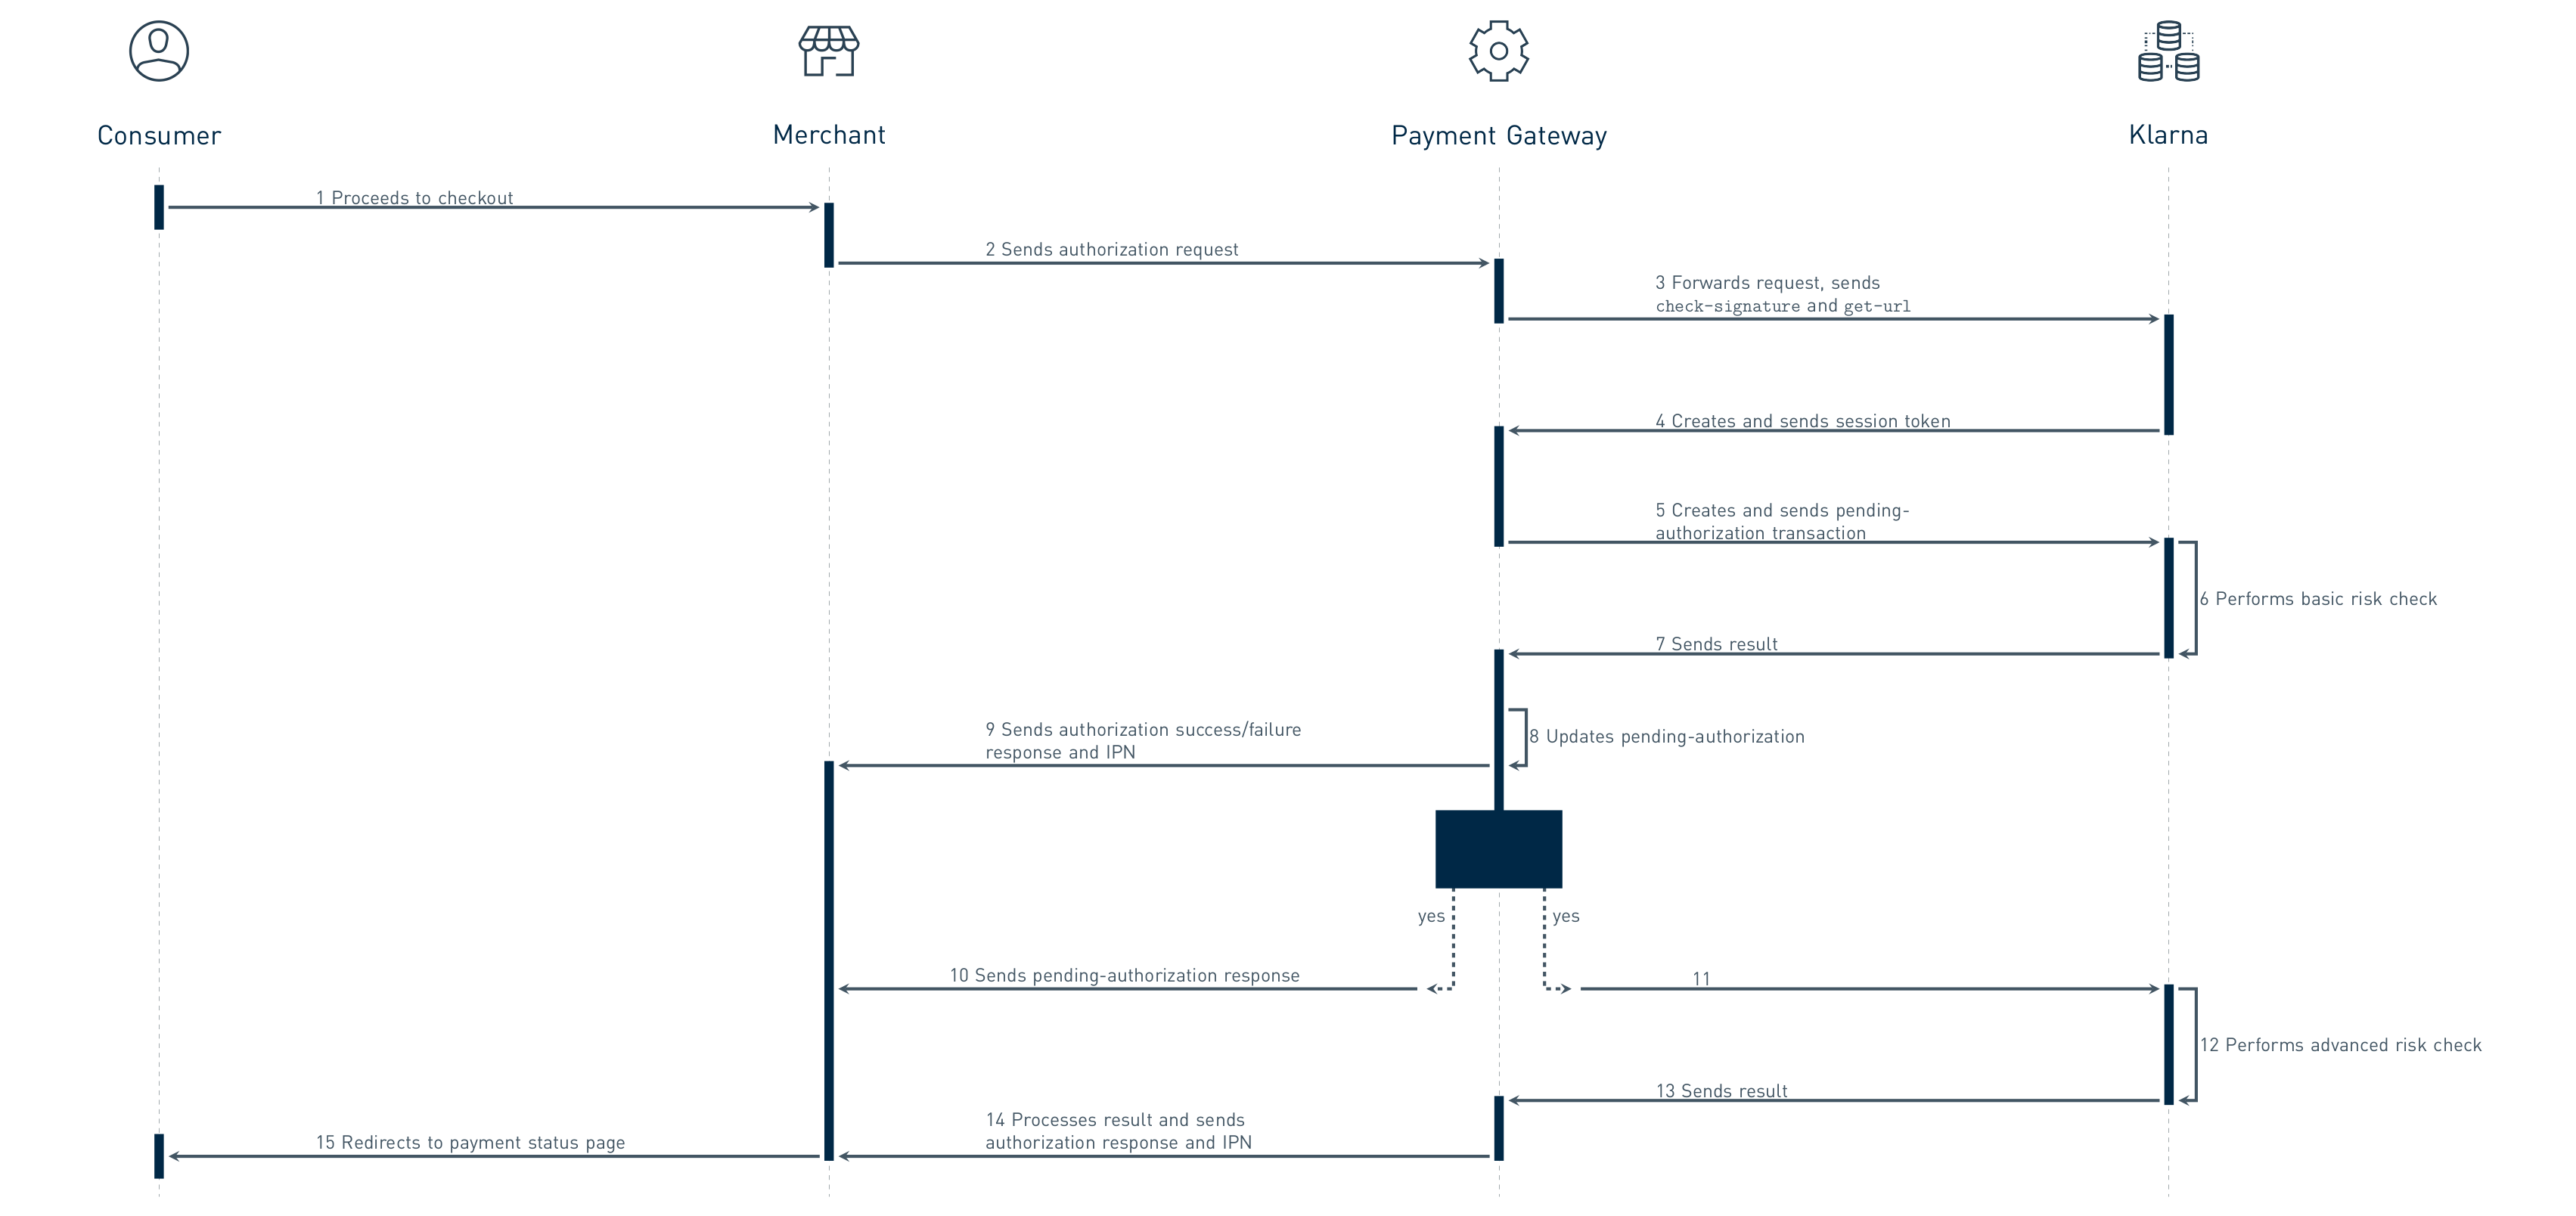 Consumer
Merchant
Payment Gateway
Klarna
1 Proceeds to checkout
2 Sends authorization request
3 Forwards request, sends
check-signature and get-url
4 Creates and sends session token
5 Creates and sends pending-
authorization transaction
6 Performs basic risk check
7 Sends result
8 Updates pending-authorization
9 Sends authorization success/failure
response and IPN
yes
yes
10 Sends pending-authorization response
11
12 Performs advanced risk check
13 Sends result
14 Processes result and sends
authorization response and IPN
15 Redirects to payment status page